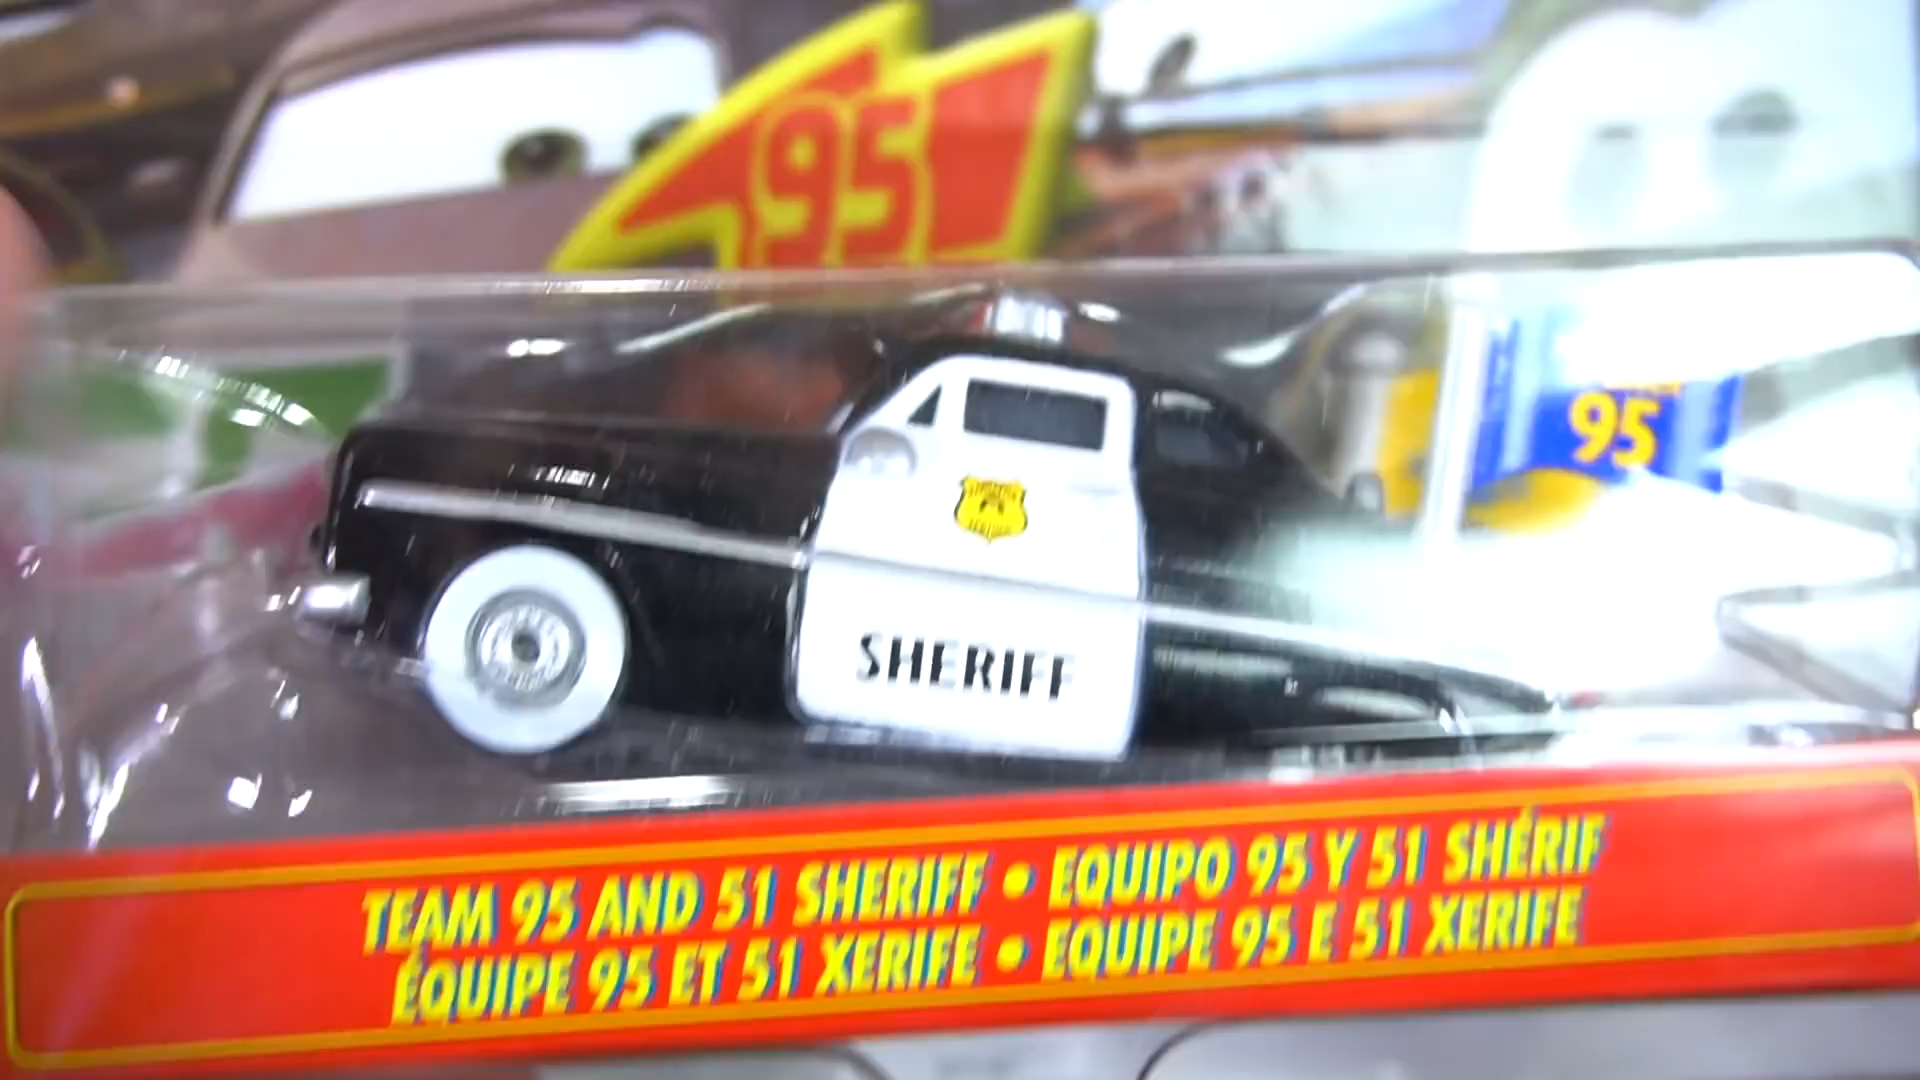 95
95
SHERIFF
TEAM 95 AND 51 SHERIFF • EQUIPO 95 Y 51 SHÉRIF
ÉQUIPE 95 ET 51 XERIFE • EQUIPE 95 E 51 XERIFE